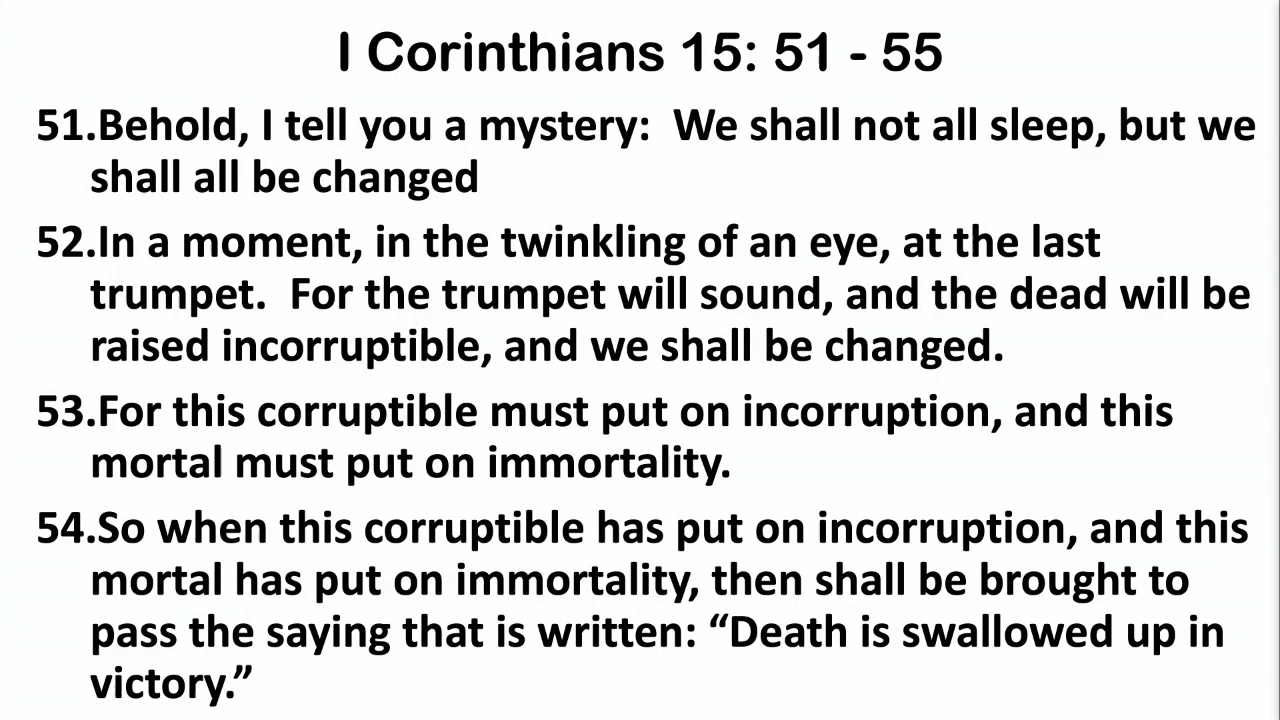 I Corinthians 15: 51 - 55
51.Behold, I tell you a mystery:  We shall not all sleep, but we
shall all be changed
52.In a moment, in the twinkling of an eye, at the last
trumpet.  For the trumpet will sound, and the dead will be
raised incorruptible, and we shall be changed.
53.For this corruptible must put on incorruption, and this
mortal must put on immortality.
54.So when this corruptible has put on incorruption, and this
mortal has put on immortality, then shall be brought to
pass the saying that is written: “Death is swallowed up in
victory.”